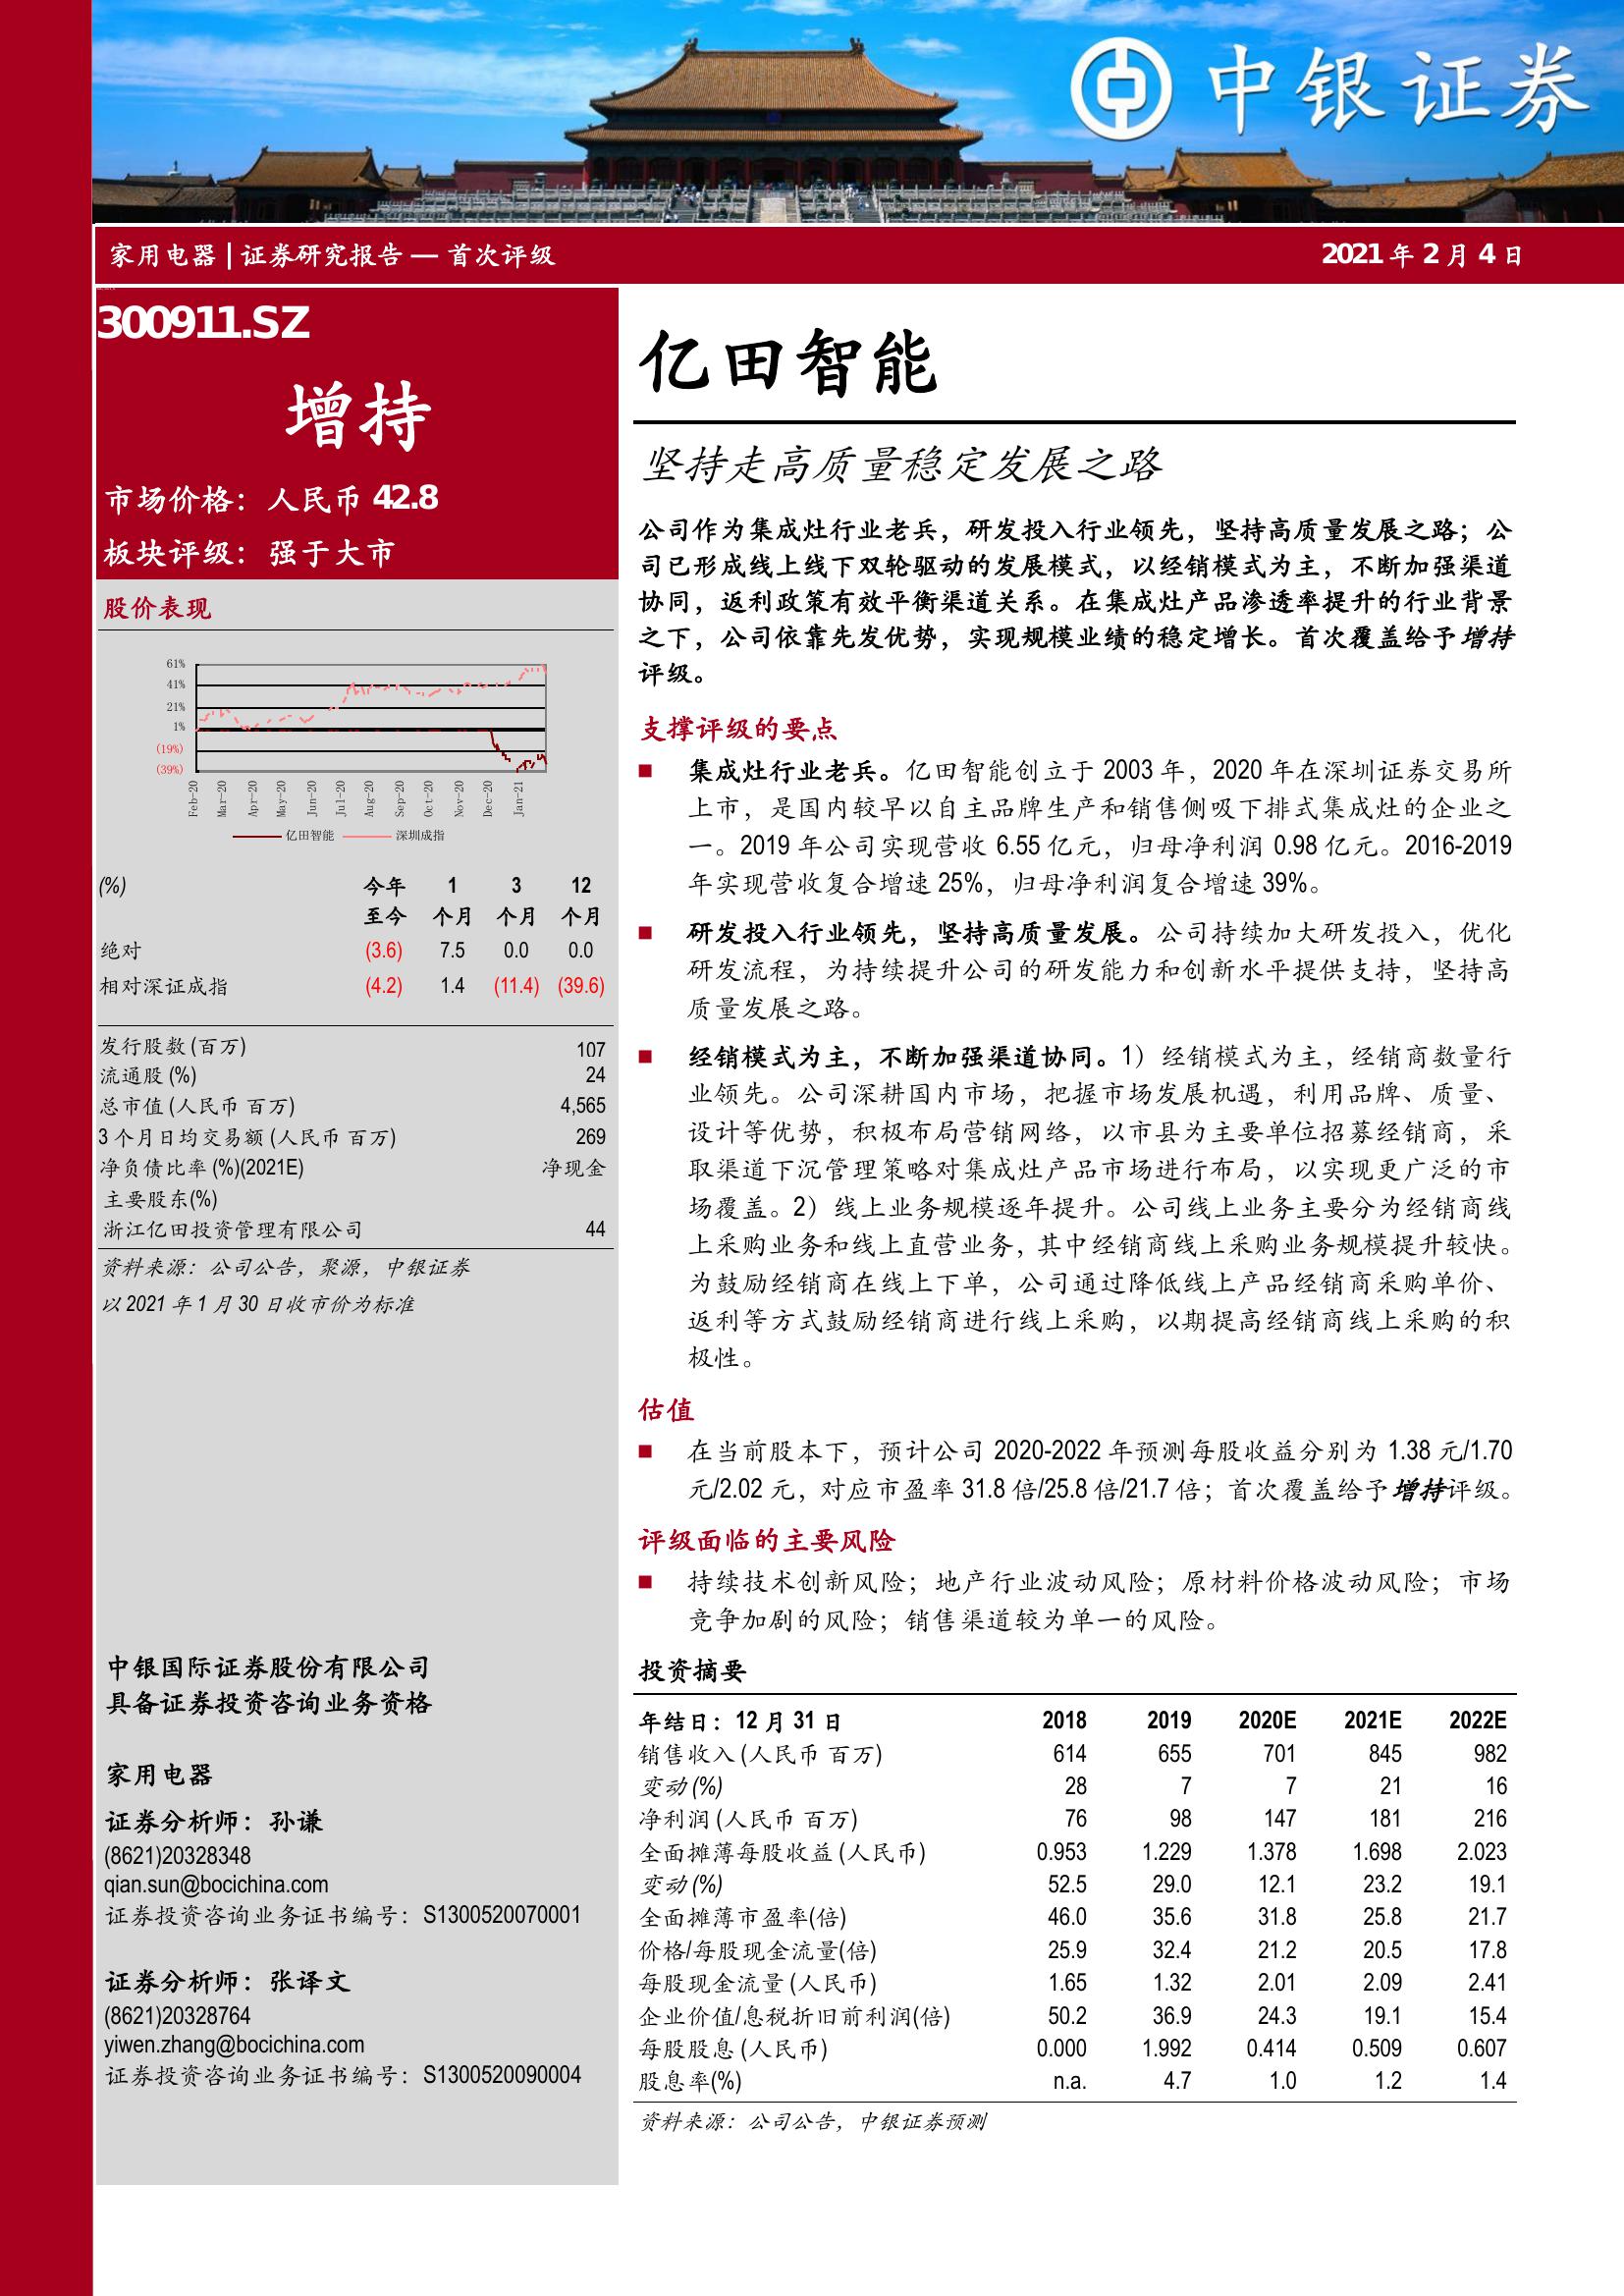 中银证券
家用电器 | 证券研究报告 — 首次评级
2021 年 2 月 4 日
300911.SZ
增持
市场价格：人民币 42.8
板块评级：强于大市
股价表现
61%
41%
21%
1%
(19%)
(39%)
Feb-20 Mar-20 Apr-20 May-20 Jun-20 Jul-20 Aug-20 Sep-20 Oct-20 Nov-20 Dec-20 Jan-21
亿田智能 深圳成指
(%) 今年 1 3 12
至今 个月 个月 个月
绝对 (3.6) 7.5 0.0 0.0
相对深证成指 (4.2) 1.4 (11.4) (39.6)
发行股数 (百万) 107
流通股 (%) 24
总市值 (人民币 百万) 4,565
3 个月日均交易额 (人民币 百万) 269
净负债比率 (%)(2021E) 净现金
主要股东(%)
浙江亿田投资管理有限公司 44
资料来源：公司公告，聚源，中银证券
以 2021 年 1 月 30 日收市价为标准
中银国际证券股份有限公司
具备证券投资咨询业务资格
家用电器
证券分析师：孙谦
(8621)20328348
qian.sun@bocichina.com
证券投资咨询业务证书编号：S1300520070001
证券分析师：张译文
(8621)20328764
yiwen.zhang@bocichina.com
证券投资咨询业务证书编号：S1300520090004
亿田智能
坚持走高质量稳定发展之路
公司作为集成灶行业老兵，研发投入行业领先，坚持高质量发展之路；公
司已形成线上线下双轮驱动的发展模式，以经销模式为主，不断加强渠道
协同，返利政策有效平衡渠道关系。在集成灶产品渗透率提升的行业背景
之下，公司依靠先发优势，实现规模业绩的稳定增长。首次覆盖给予增持
评级。
支撑评级的要点
■ 集成灶行业老兵。亿田智能创立于 2003 年，2020 年在深圳证券交易所
上市，是国内较早以自主品牌生产和销售侧吸下排式集成灶的企业之
一。2019 年公司实现营收 6.55 亿元，归母净利润 0.98 亿元。2016-2019
年实现营收复合增速 25%，归母净利润复合增速 39%。
■ 研发投入行业领先，坚持高质量发展。公司持续加大研发投入，优化
研发流程，为持续提升公司的研发能力和创新水平提供支持，坚持高
质量发展之路。
■ 经销模式为主，不断加强渠道协同。1）经销模式为主，经销商数量行
业领先。公司深耕国内市场，把握市场发展机遇，利用品牌、质量、
设计等优势，积极布局营销网络，以市县为主要单位招募经销商，采
取渠道下沉管理策略对集成灶产品市场进行布局，以实现更广泛的市
场覆盖。2）线上业务规模逐年提升。公司线上业务主要分为经销商线
上采购业务和线上直营业务，其中经销商线上采购业务规模提升较快。
为鼓励经销商在线上下单，公司通过降低线上产品经销商采购单价、
返利等方式鼓励经销商进行线上采购，以期提高经销商线上采购的积
极性。
估值
■ 在当前股本下，预计公司 2020-2022 年预测每股收益分别为 1.38 元/1.70
元/2.02 元，对应市盈率 31.8 倍/25.8 倍/21.7 倍；首次覆盖给予增持评级。
评级面临的主要风险
■ 持续技术创新风险；地产行业波动风险；原材料价格波动风险；市场
竞争加剧的风险；销售渠道较为单一的风险。
投资摘要
年结日：12 月 31 日 2018 2019 2020E 2021E 2022E
销售收入 (人民币 百万) 614 655 701 845 982
变动 (%) 28 7 7 21 16
净利润 (人民币 百万) 76 98 147 181 216
全面摊薄每股收益 (人民币) 0.953 1.229 1.378 1.698 2.023
变动 (%) 52.5 29.0 12.1 23.2 19.1
全面摊薄市盈率(倍) 46.0 35.6 31.8 25.8 21.7
价格/每股现金流量(倍) 25.9 32.4 21.2 20.5 17.8
每股现金流量 (人民币) 1.65 1.32 2.01 2.09 2.41
企业价值/息税折旧前利润(倍) 50.2 36.9 24.3 19.1 15.4
每股股息 (人民币) 0.000 1.992 0.414 0.509 0.607
股息率(%) n.a. 4.7 1.0 1.2 1.4
资料来源：公司公告，中银证券预测